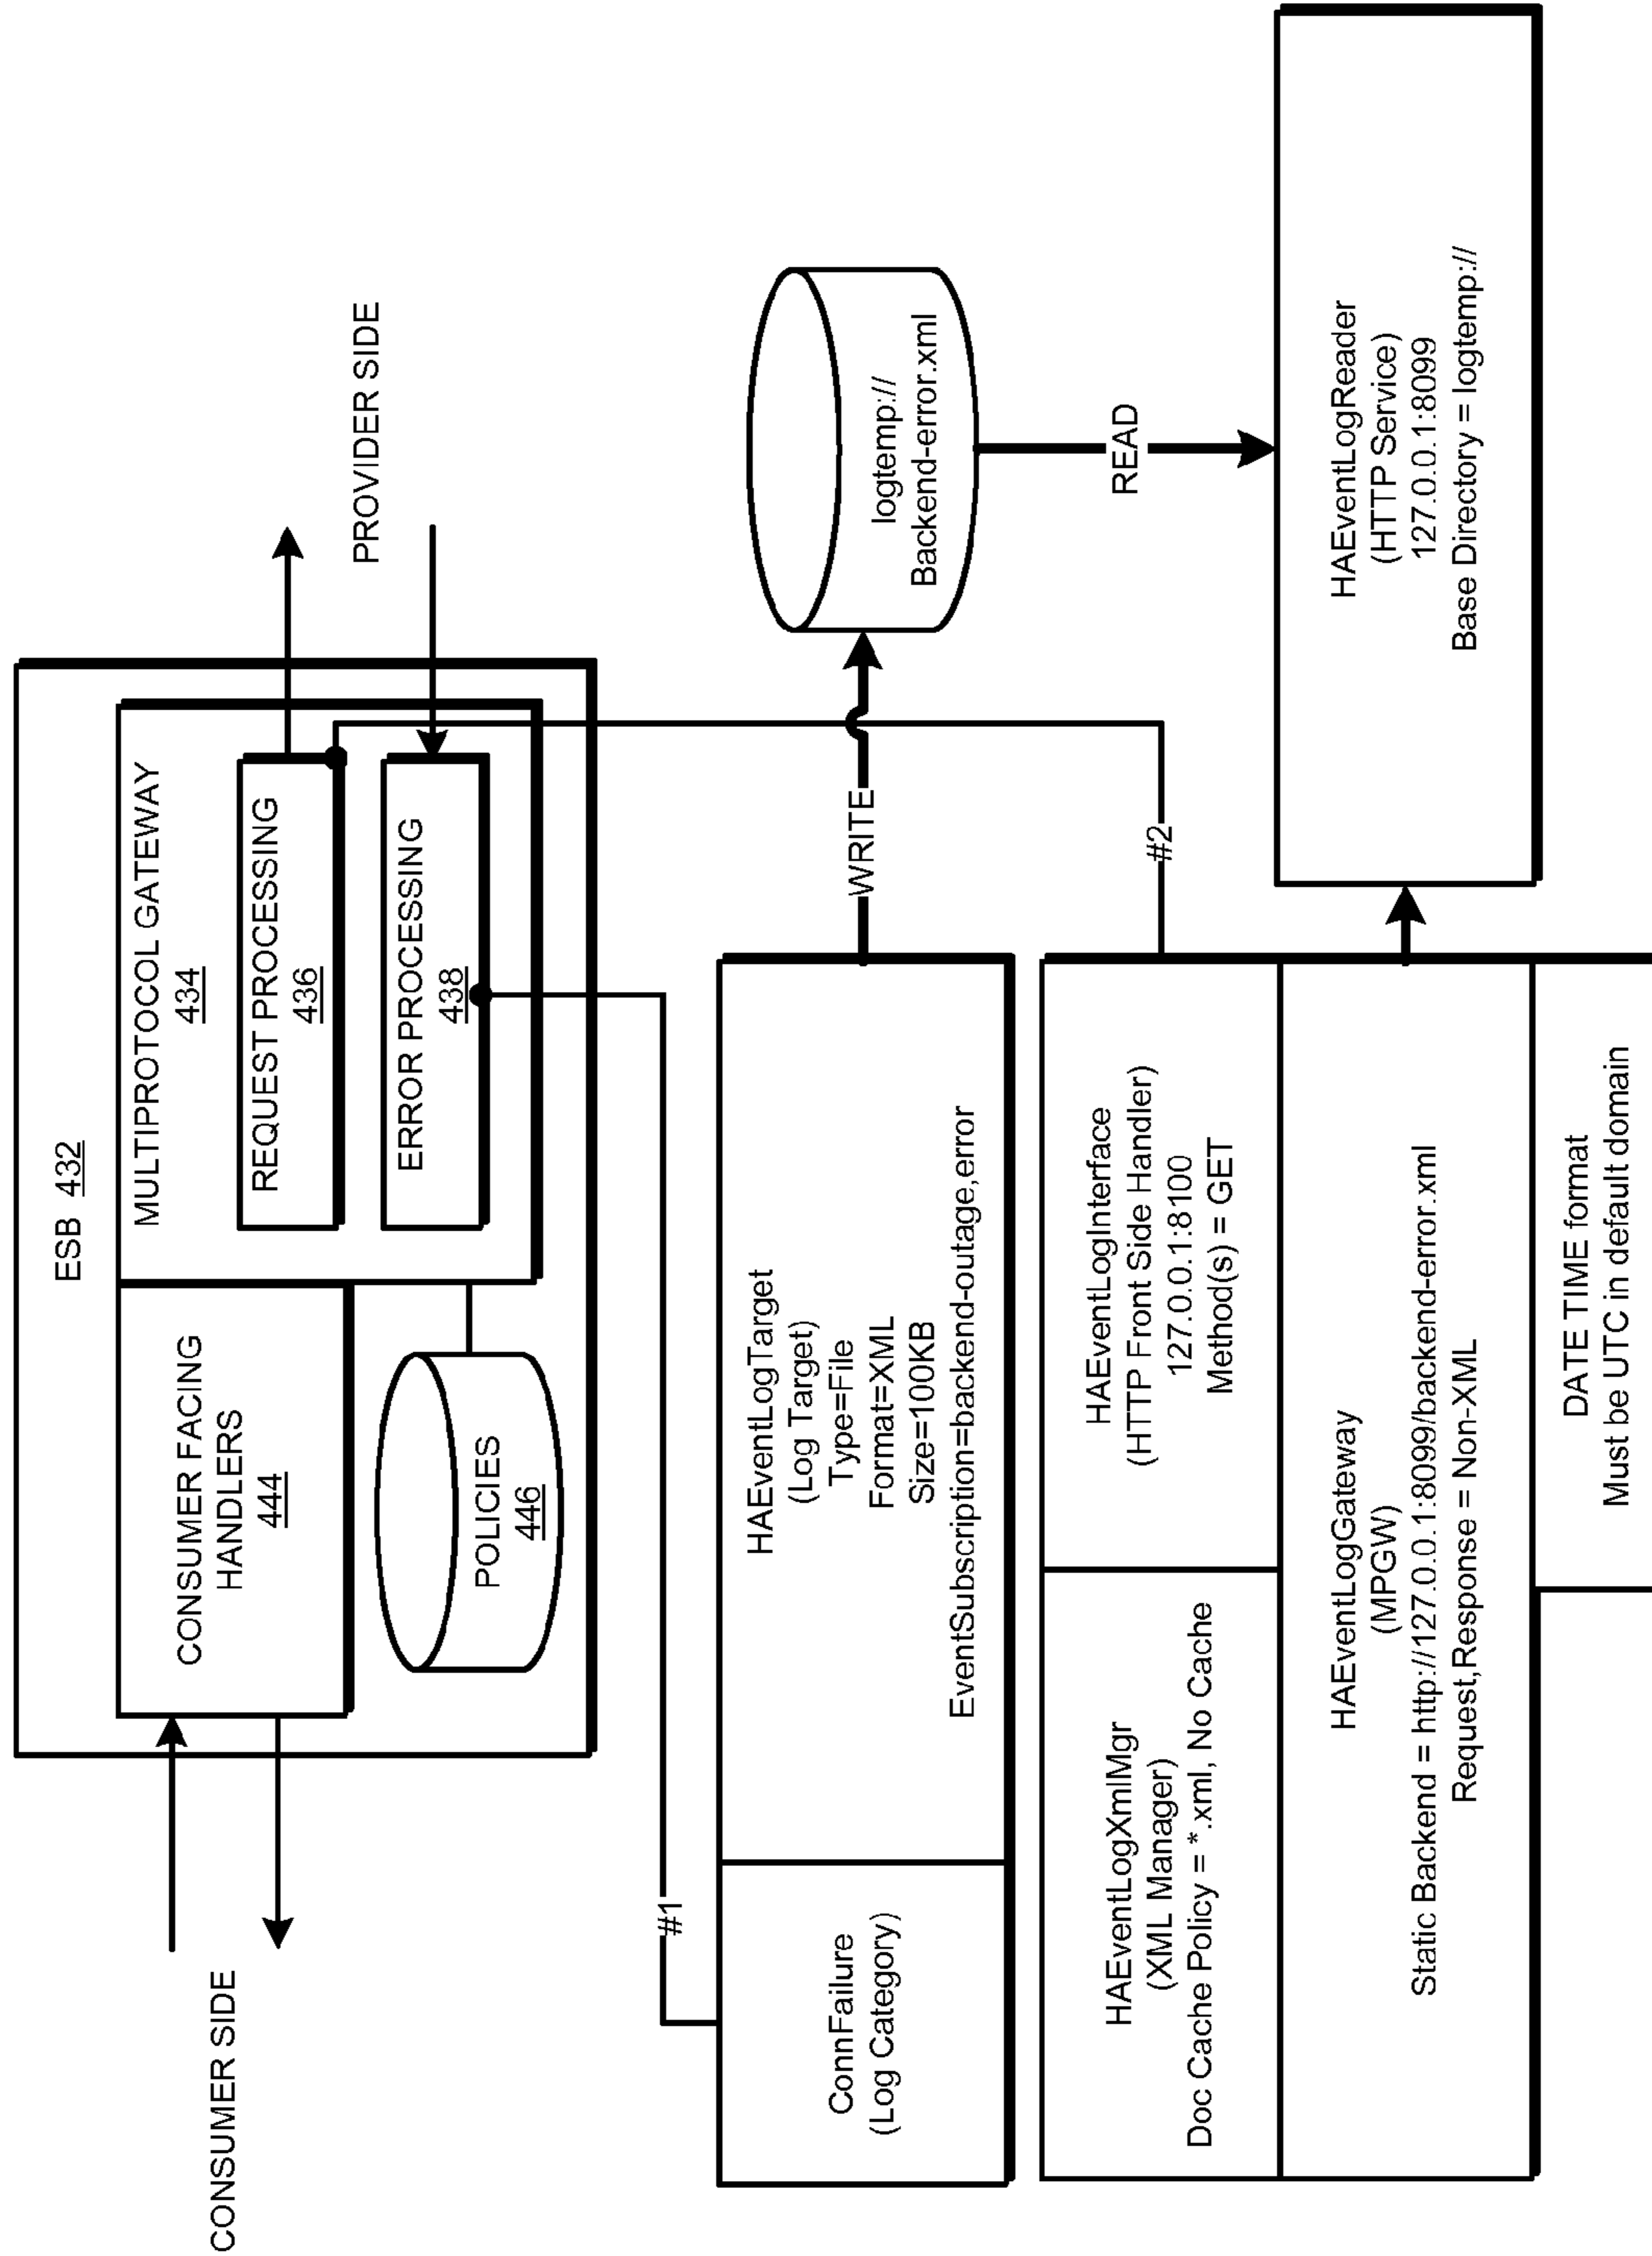 CONSUMER SIDE
ESB 432
CONSUMER FACING
HANDLERS
444
POLICIES
446
MULTIPROTOCOL GATEWAY
434
REQUEST PROCESSING
436
ERROR PROCESSING
438
PROVIDER SIDE
#1
ConnFailure
(Log Category)
HAEventLogTarget
(Log Target)
Type=File
Format=XML
Size=100KB
EventSubscription=backend-outage,error
WRITE
logtemp://
Backend-error.xml
READ
#2
HAEventLogXmlMgr
(XML Manager)
Doc Cache Policy = *.xml, No Cache
HAEventLogInterface
(HTTP Front Side Handler)
127.0.0.1:8100
Method(s) = GET
HAEventLogGateway
(MPGW)
Static Backend = http://127.0.0.1:8099/backend-error.xml
Request,Response = Non-XML
HAEventLogReader
(HTTP Service)
127.0.0.1:8099
Base Directory = logtemp://
DATE TIME format
Must be UTC in default domain